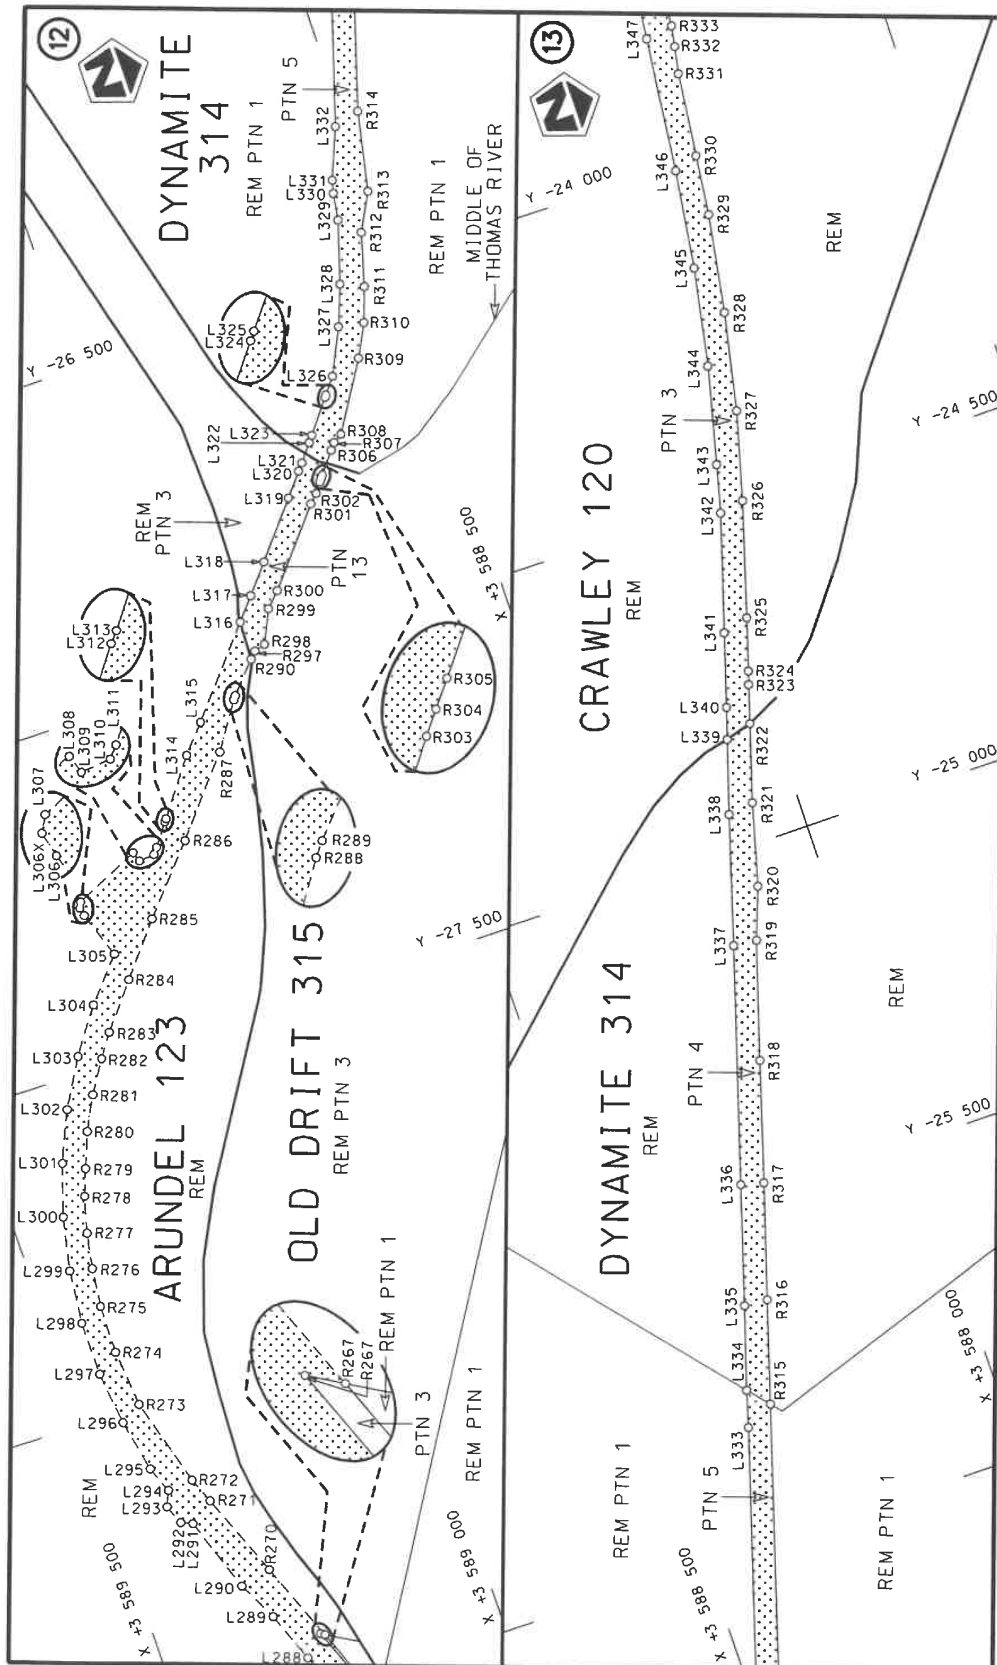 12
N
DYNAMITE
314
REM PTN 1
PTN 5
L332
R314
L331
L330
R313
L329
R312
L328
R311
L327
R310
L326
R309
REM PTN 1
MIDDLE OF
THOMAS RIVER
Y -26 500
L325
L324
L323
L322
R308
R307
R306
L321
L320
L319
R302
R301
REM
PTN 3
L318
PTN
13
L317
R300
R299
L316
R298
R297
R290
X +3 588 500
L313
L312
L311
L310
L309
L308
L307
L306X
L306
L315
L314
R287
R286
R305
R304
R303
R289
R288
R285
L305
R284
L304
R283
L303
R282
L302
R281
R280
L301
R279
R278
L300
R277
L299
R276
R275
L298
R274
L297
R273
L296
L295
R272
L294
R271
L293
L292
L291
R270
L290
L289
L288
Y -27 500
ARUNDEL 123
REM
OLD DRIFT 315
REM PTN 3
REM PTN 1
R267
R267
PTN 3
REM PTN 1
REM
X +3 589 500
X +3 589 000
13
N
L347
R333
R332
R331
L346
R330
R329
L345
R328
L344
R327
PTN 3
L343
R326
L342
L341
R325
R324
R323
L340
L339
R322
L338
R321
R320
L337
R319
PTN 4
R318
L336
R317
L335
R316
L334
R315
L333
PTN 5
Y -24 000
REM
Y -24 500
CRAWLEY 120
REM
Y -25 000
DYNAMITE 314
REM
REM
Y -25 500
X +3 588 000
REM PTN 1
REM PTN 1
X +3 588 500